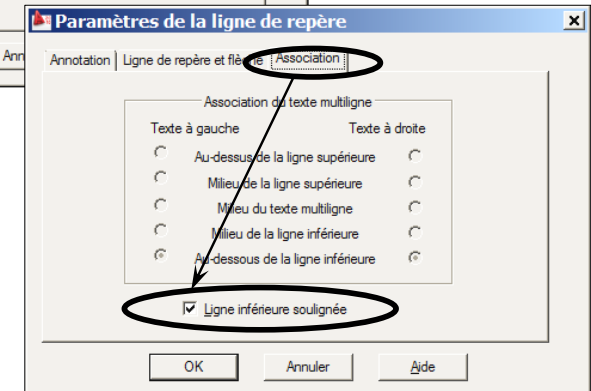 Paramètres de la ligne de repère
Ann
Annotation Ligne de repère et flèche Association
Association du texte multiligne
Texte à gauche Texte à droite
Au-dessus de la ligne supérieure
Milieu de la ligne supérieure
Milieu du texte multiligne
Milieu de la ligne inférieure
Au-dessous de la ligne inférieure
Ligne inférieure soulignée
OK Annuler Aide